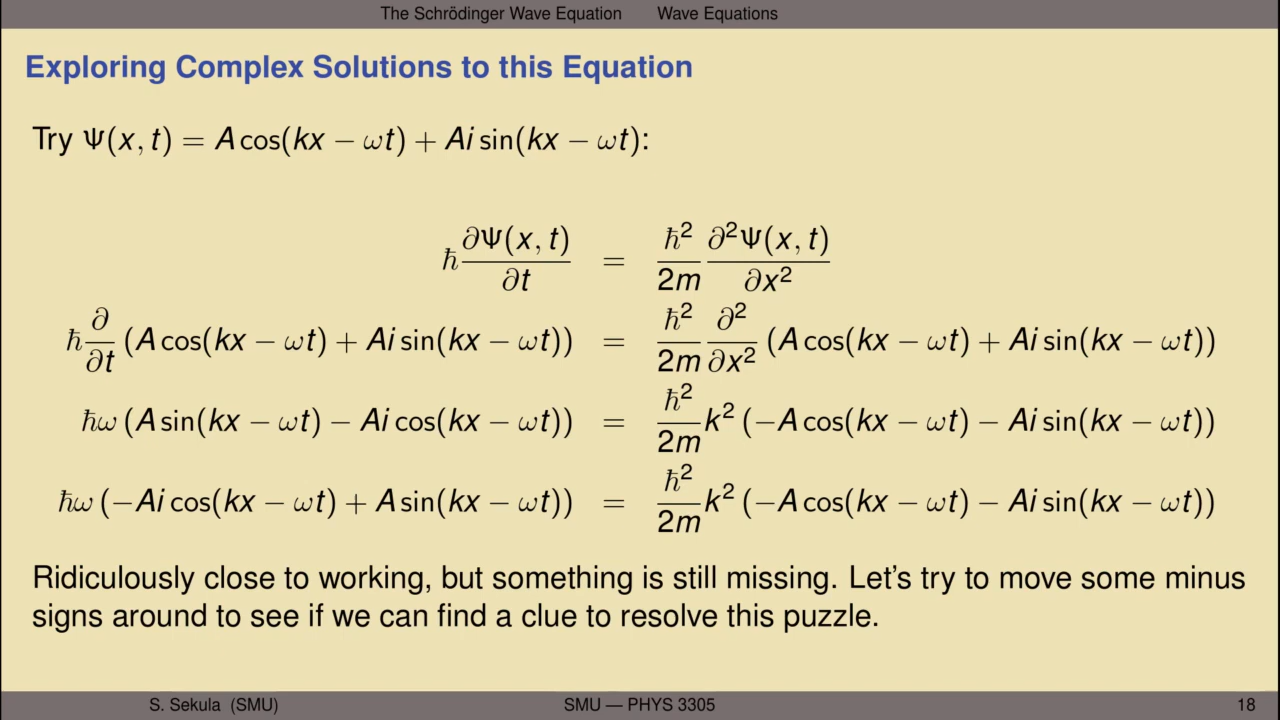 The Schrödinger Wave Equation Wave Equations
Exploring Complex Solutions to this Equation
Try Ψ(x, t) = A cos(kx − ωt) + Ai sin(kx − ωt):
ℏ ∂Ψ(x, t)/∂t = ℏ²/2m ∂²Ψ(x, t)/∂x²
ℏ ∂/∂t (A cos(kx − ωt) + Ai sin(kx − ωt)) = ℏ²/2m ∂²/∂x² (A cos(kx − ωt) + Ai sin(kx − ωt))
ℏω (A sin(kx − ωt) − Ai cos(kx − ωt)) = ℏ²/2m k² (−A cos(kx − ωt) − Ai sin(kx − ωt))
ℏω (−Ai cos(kx − ωt) + A sin(kx − ωt)) = ℏ²/2m k² (−A cos(kx − ωt) − Ai sin(kx − ωt))
Ridiculously close to working, but something is still missing. Let's try to move some minus
signs around to see if we can find a clue to resolve this puzzle.
S. Sekula (SMU) SMU — PHYS 3305 18